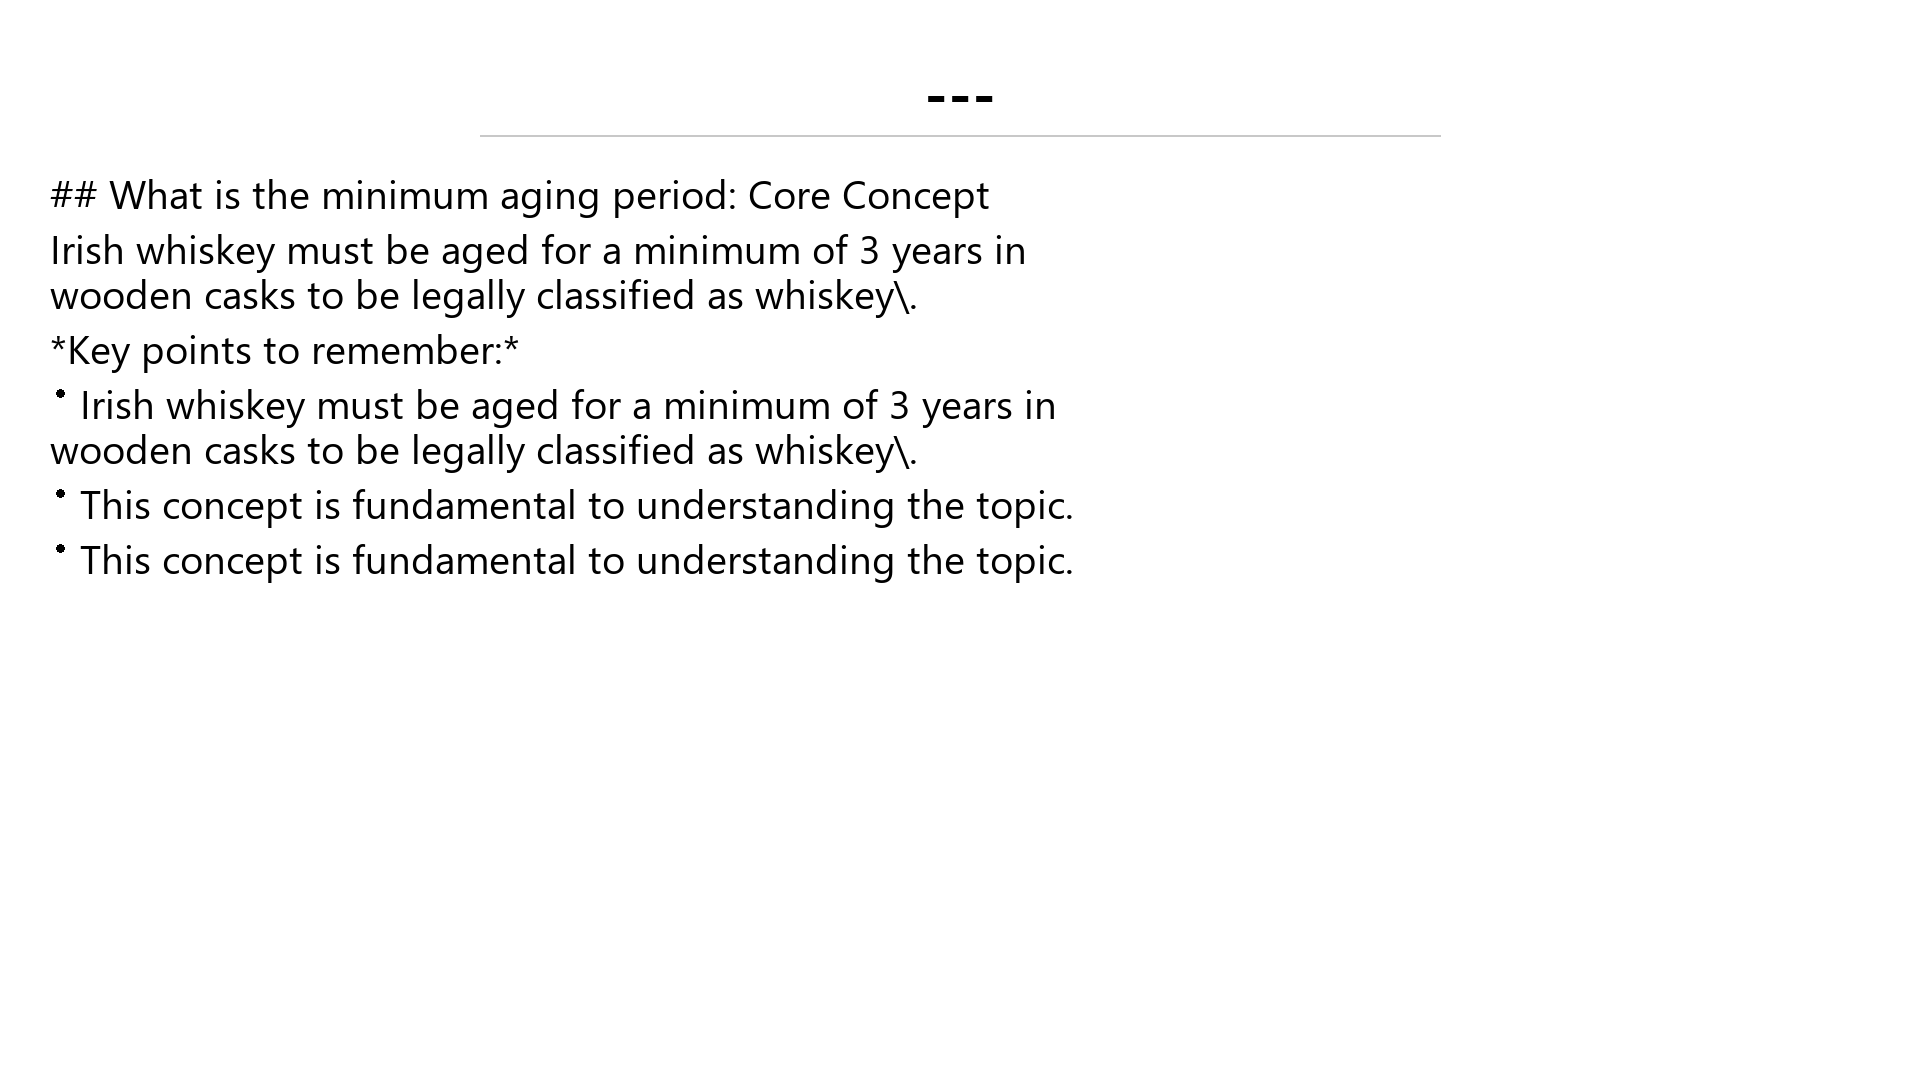 ---
## What is the minimum aging period: Core Concept
Irish whiskey must be aged for a minimum of 3 years in
wooden casks to be legally classified as whiskey\.
*Key points to remember:*
• Irish whiskey must be aged for a minimum of 3 years in
wooden casks to be legally classified as whiskey\.
• This concept is fundamental to understanding the topic.
• This concept is fundamental to understanding the topic.